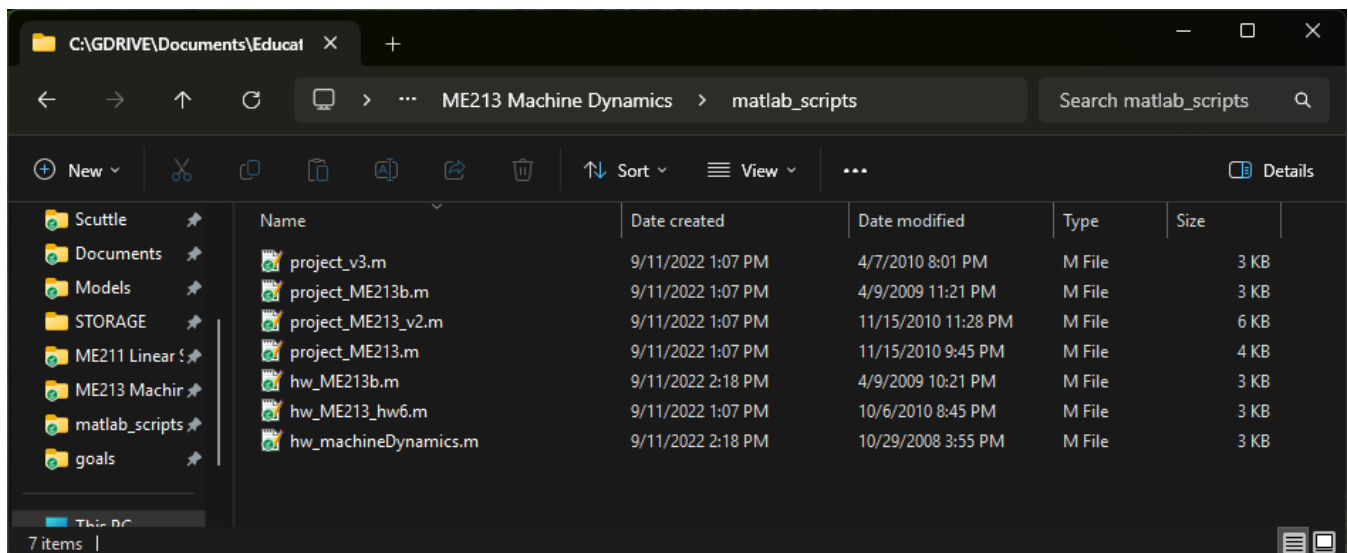 C:\GDRIVE\Documents\Educat
ME213 Machine Dynamics > matlab_scripts
Search matlab_scripts
New Sort View ... Details
Scuttle
Documents
Models
STORAGE
ME211 Linear S
ME213 Machin
matlab_scripts
goals
This PC
Name Date created Date modified Type Size
project_v3.m 9/11/2022 1:07 PM 4/7/2010 8:01 PM M File 3 KB
project_ME213b.m 9/11/2022 1:07 PM 4/9/2009 11:21 PM M File 3 KB
project_ME213_v2.m 9/11/2022 1:07 PM 11/15/2010 11:28 PM M File 6 KB
project_ME213.m 9/11/2022 1:07 PM 11/15/2010 9:45 PM M File 4 KB
hw_ME213b.m 9/11/2022 2:18 PM 4/9/2009 10:21 PM M File 3 KB
hw_ME213_hw6.m 9/11/2022 1:07 PM 10/6/2010 8:45 PM M File 3 KB
hw_machineDynamics.m 9/11/2022 2:18 PM 10/29/2008 3:55 PM M File 3 KB
7 items